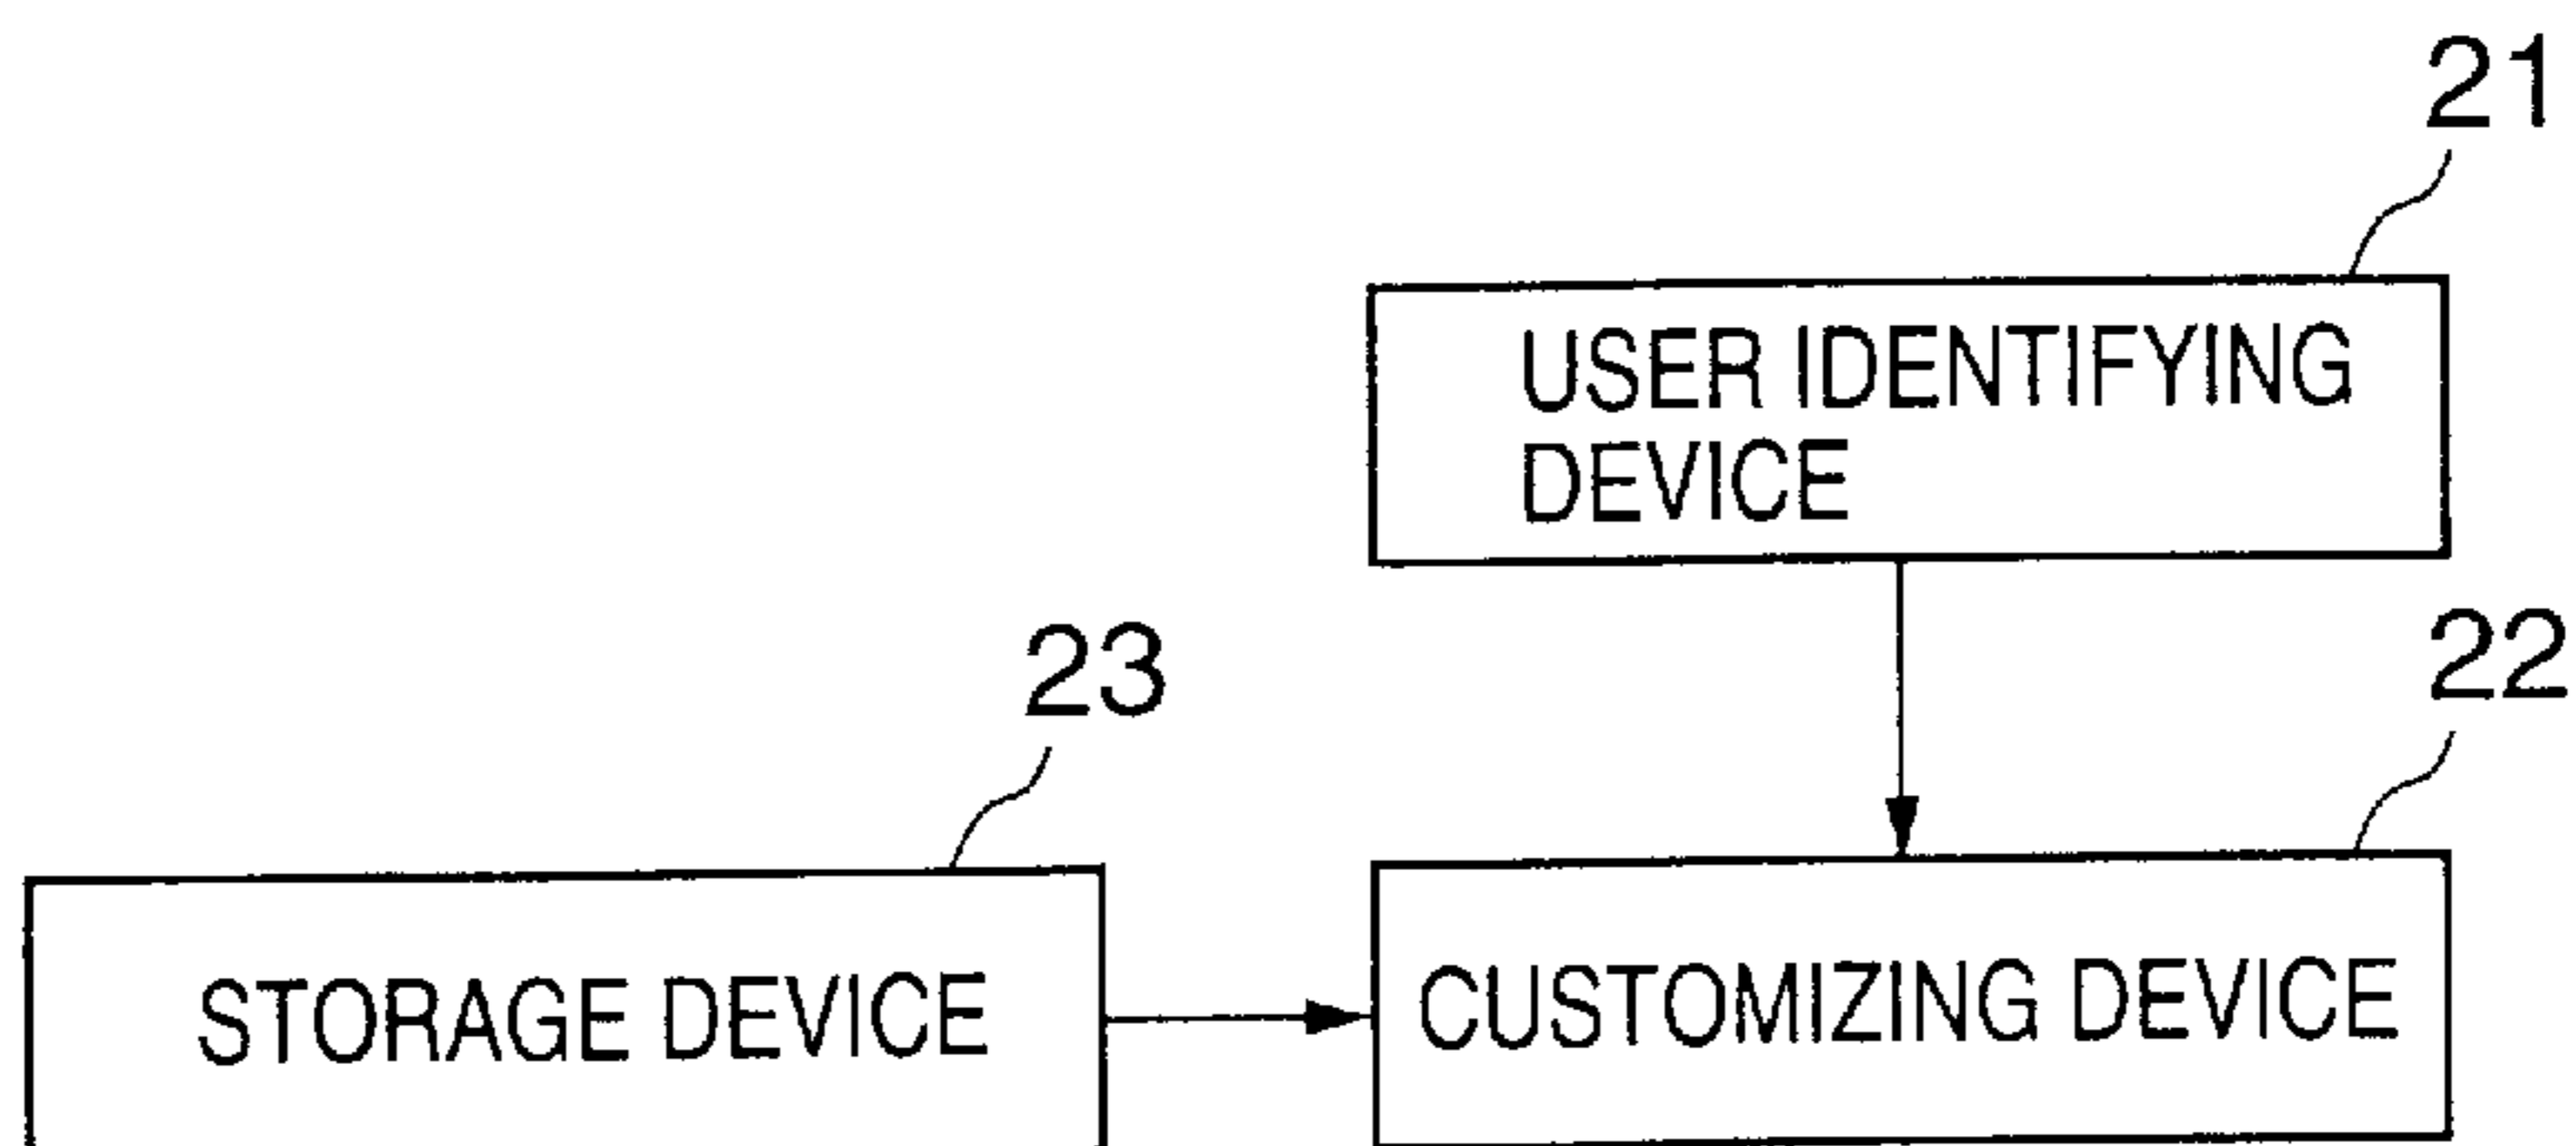 21
USER IDENTIFYING
DEVICE
23
22
STORAGE DEVICE
CUSTOMIZING DEVICE